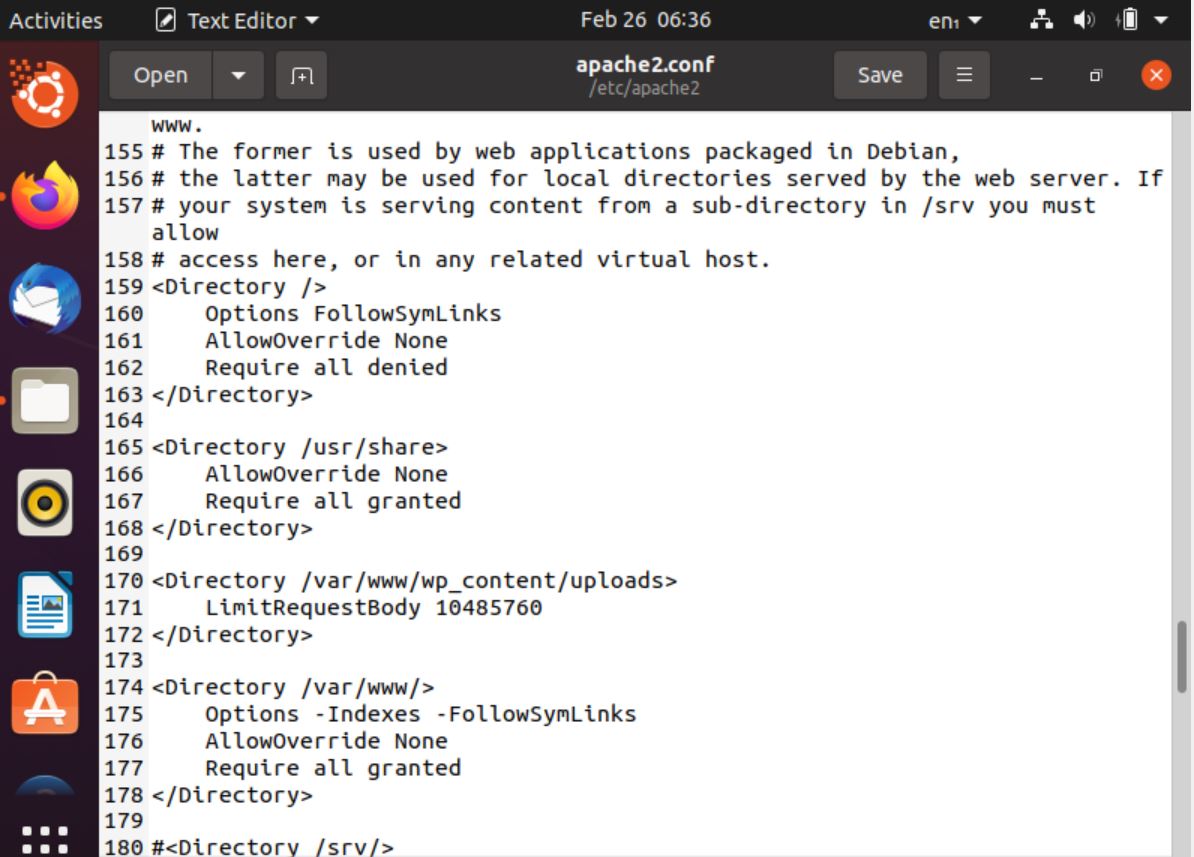 Activities Text Editor Feb 26 06:36 en₁
Open apache2.conf Save
/etc/apache2
www.
155 # The former is used by web applications packaged in Debian,
156 # the latter may be used for local directories served by the web server. If
157 # your system is serving content from a sub-directory in /srv you must
allow
158 # access here, or in any related virtual host.
159 <Directory />
160     Options FollowSymLinks
161     AllowOverride None
162     Require all denied
163 </Directory>
164
165 <Directory /usr/share>
166     AllowOverride None
167     Require all granted
168 </Directory>
169
170 <Directory /var/www/wp_content/uploads>
171     LimitRequestBody 10485760
172 </Directory>
173
174 <Directory /var/www/>
175     Options -Indexes -FollowSymLinks
176     AllowOverride None
177     Require all granted
178 </Directory>
179
180 #<Directory /srv/>